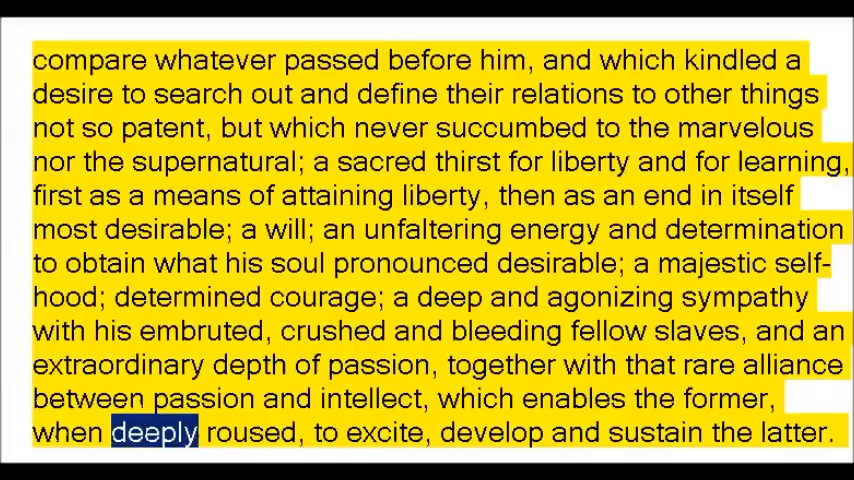 compare whatever passed before him, and which kindled a
desire to search out and define their relations to other things
not so patent, but which never succumbed to the marvelous
nor the supernatural; a sacred thirst for liberty and for learning,
first as a means of attaining liberty, then as an end in itself
most desirable; a will; an unfaltering energy and determination
to obtain what his soul pronounced desirable; a majestic self-
hood; determined courage; a deep and agonizing sympathy
with his embruted, crushed and bleeding fellow slaves, and an
extraordinary depth of passion, together with that rare alliance
between passion and intellect, which enables the former,
when deeply roused, to excite, develop and sustain the latter.